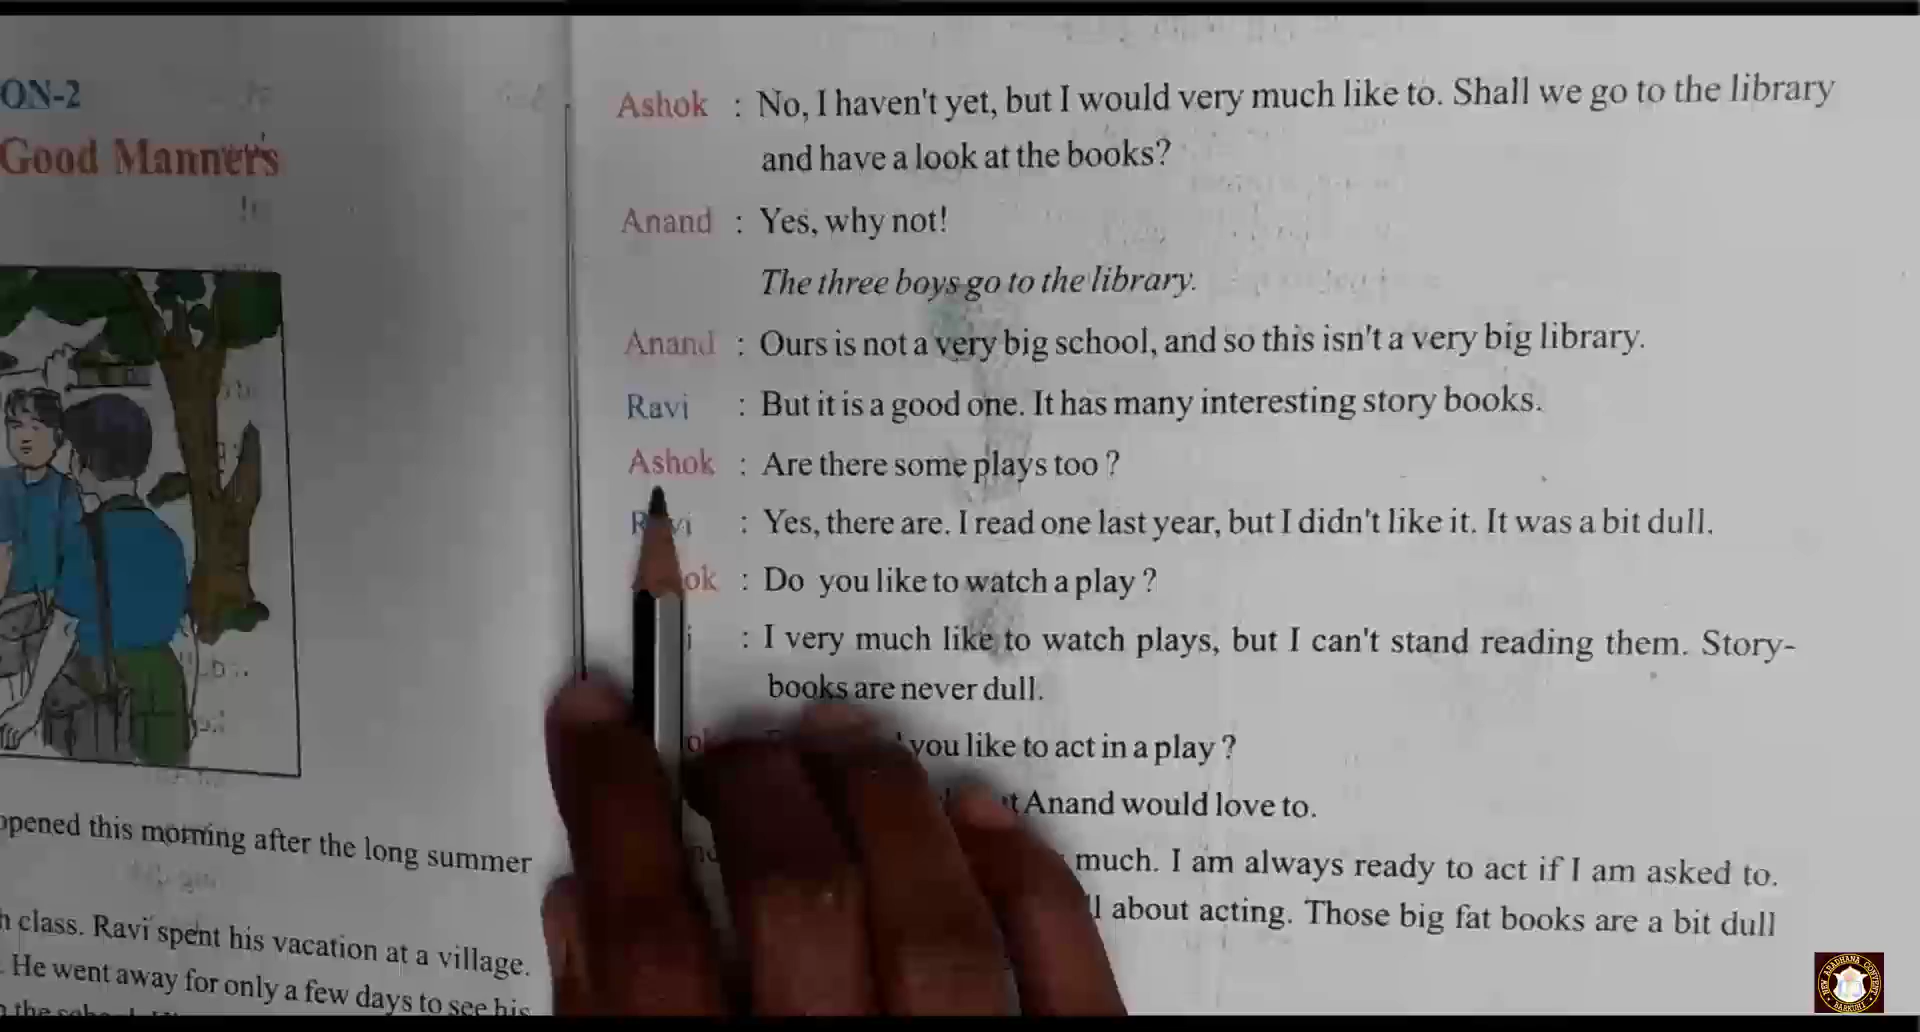 ON-2
Good Manners
opened this morning after the long summer
h class. Ravi spent his vacation at a village.
. He went away for only a few days to see his
Ashok : No, I haven't yet, but I would very much like to. Shall we go to the library
and have a look at the books?
Anand : Yes, why not!
The three boys go to the library.
Anand : Ours is not a very big school, and so this isn't a very big library.
Ravi : But it is a good one. It has many interesting story books.
Ashok : Are there some plays too ?
Ravi : Yes, there are. I read one last year, but I didn't like it. It was a bit dull.
ok : Do you like to watch a play ?
i : I very much like to watch plays, but I can't stand reading them. Story-
books are never dull.
ok you like to act in a play ?
Anand would love to.
much. I am always ready to act if I am asked to.
about acting. Those big fat books are a bit dull
NEW ARADHANA CONVENT
BARKUHI